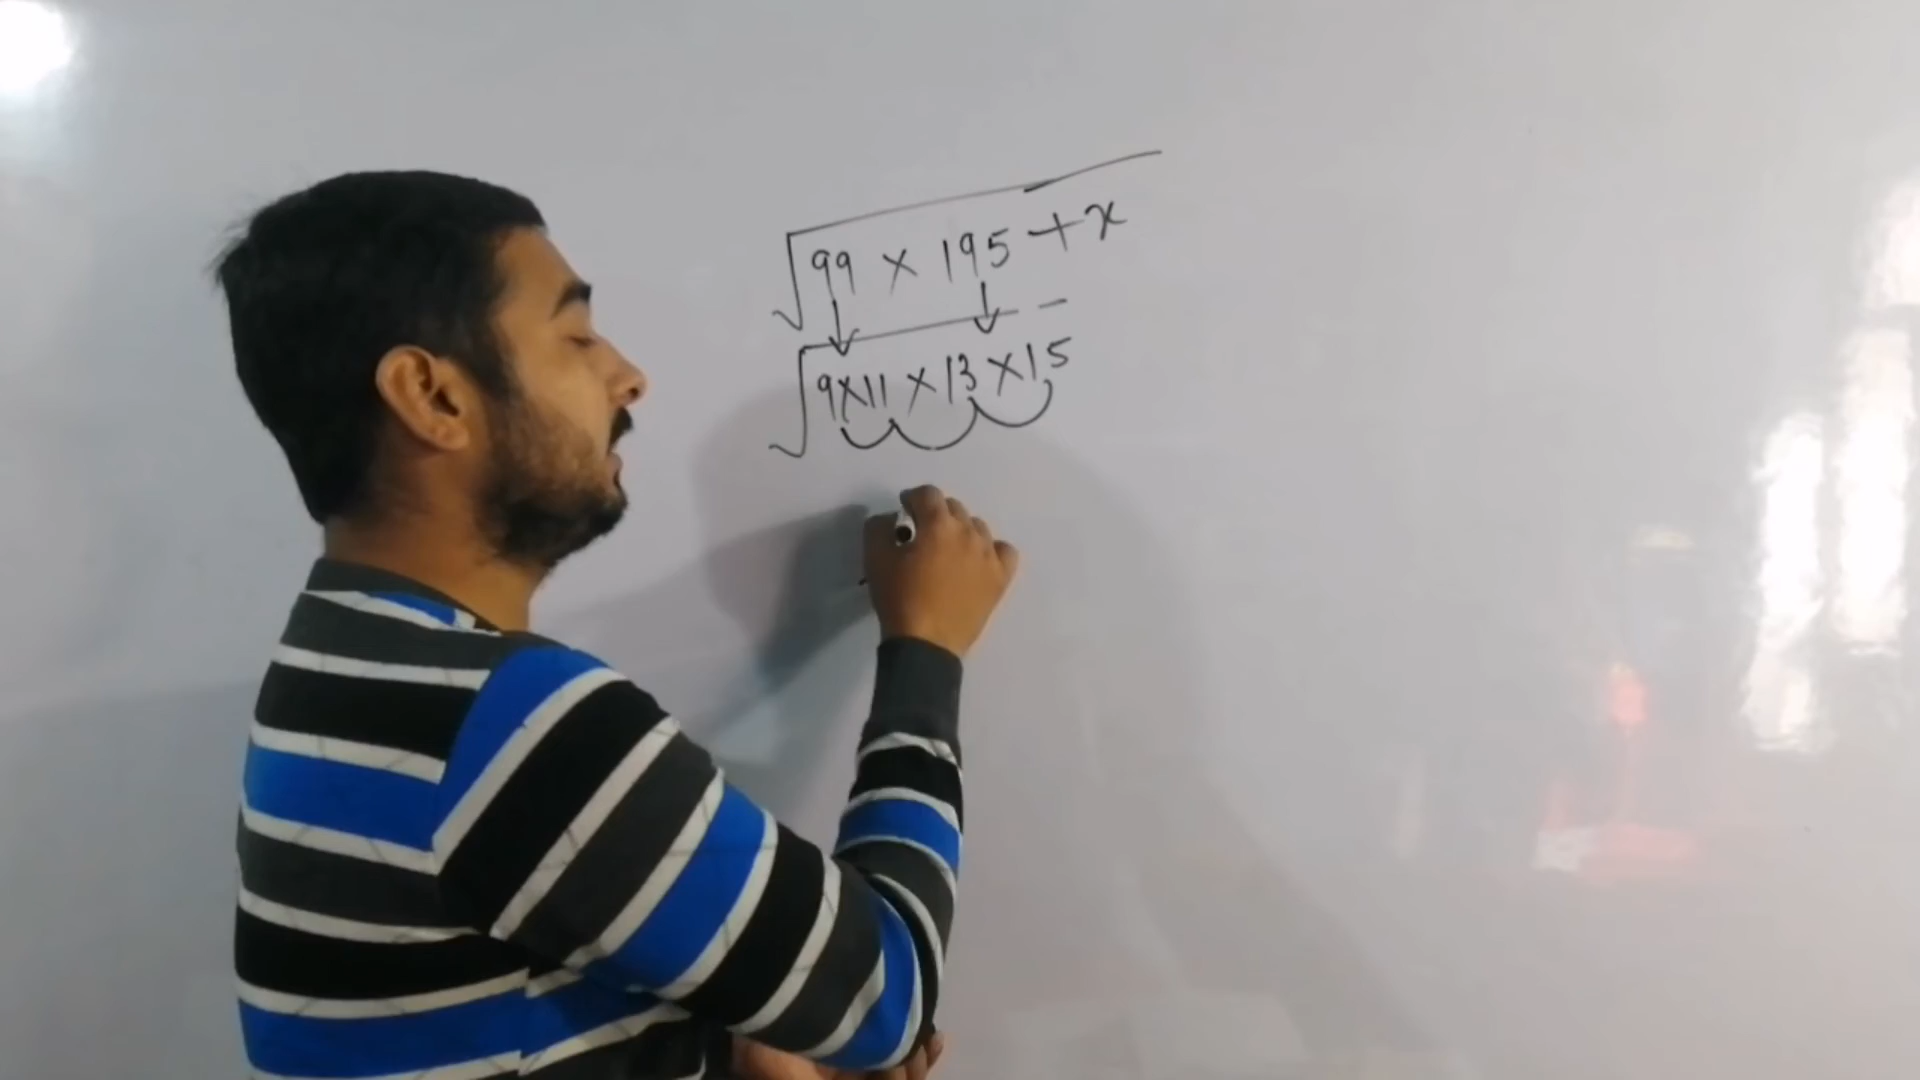 √99 × 195 + x
√9×11 × 13 × 15